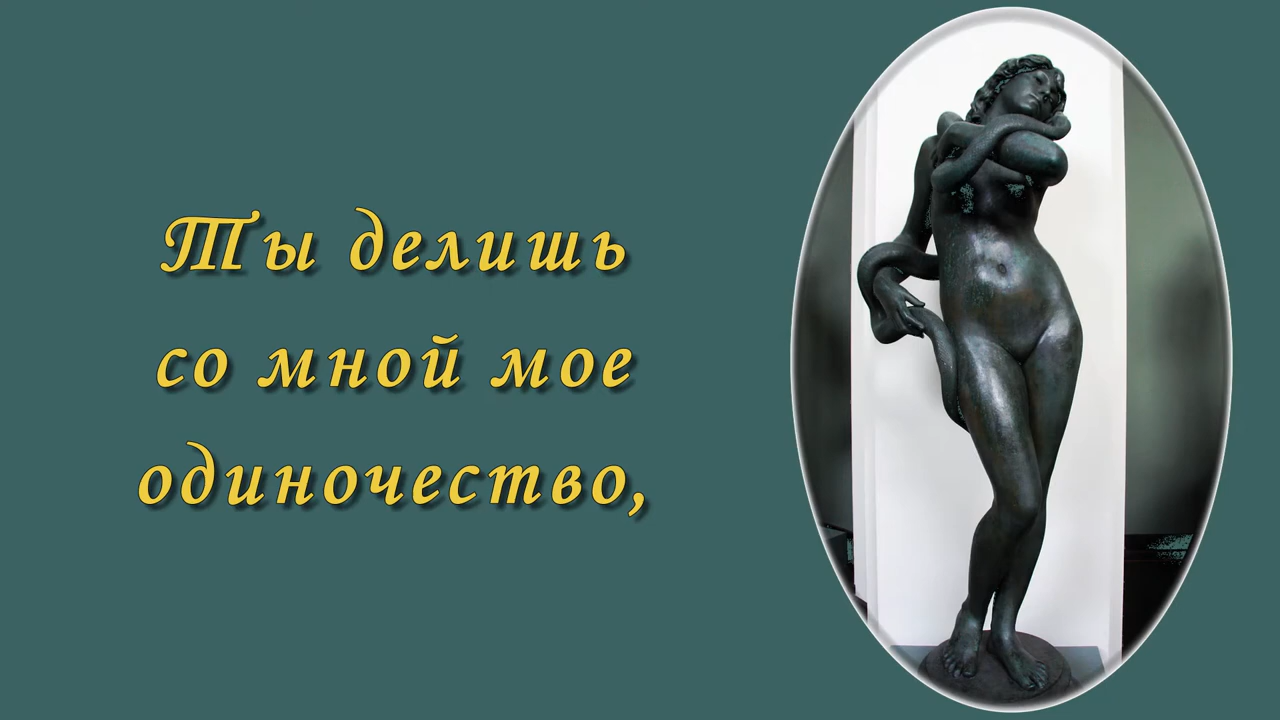 Ты делишь
со мной мое
одиночество,